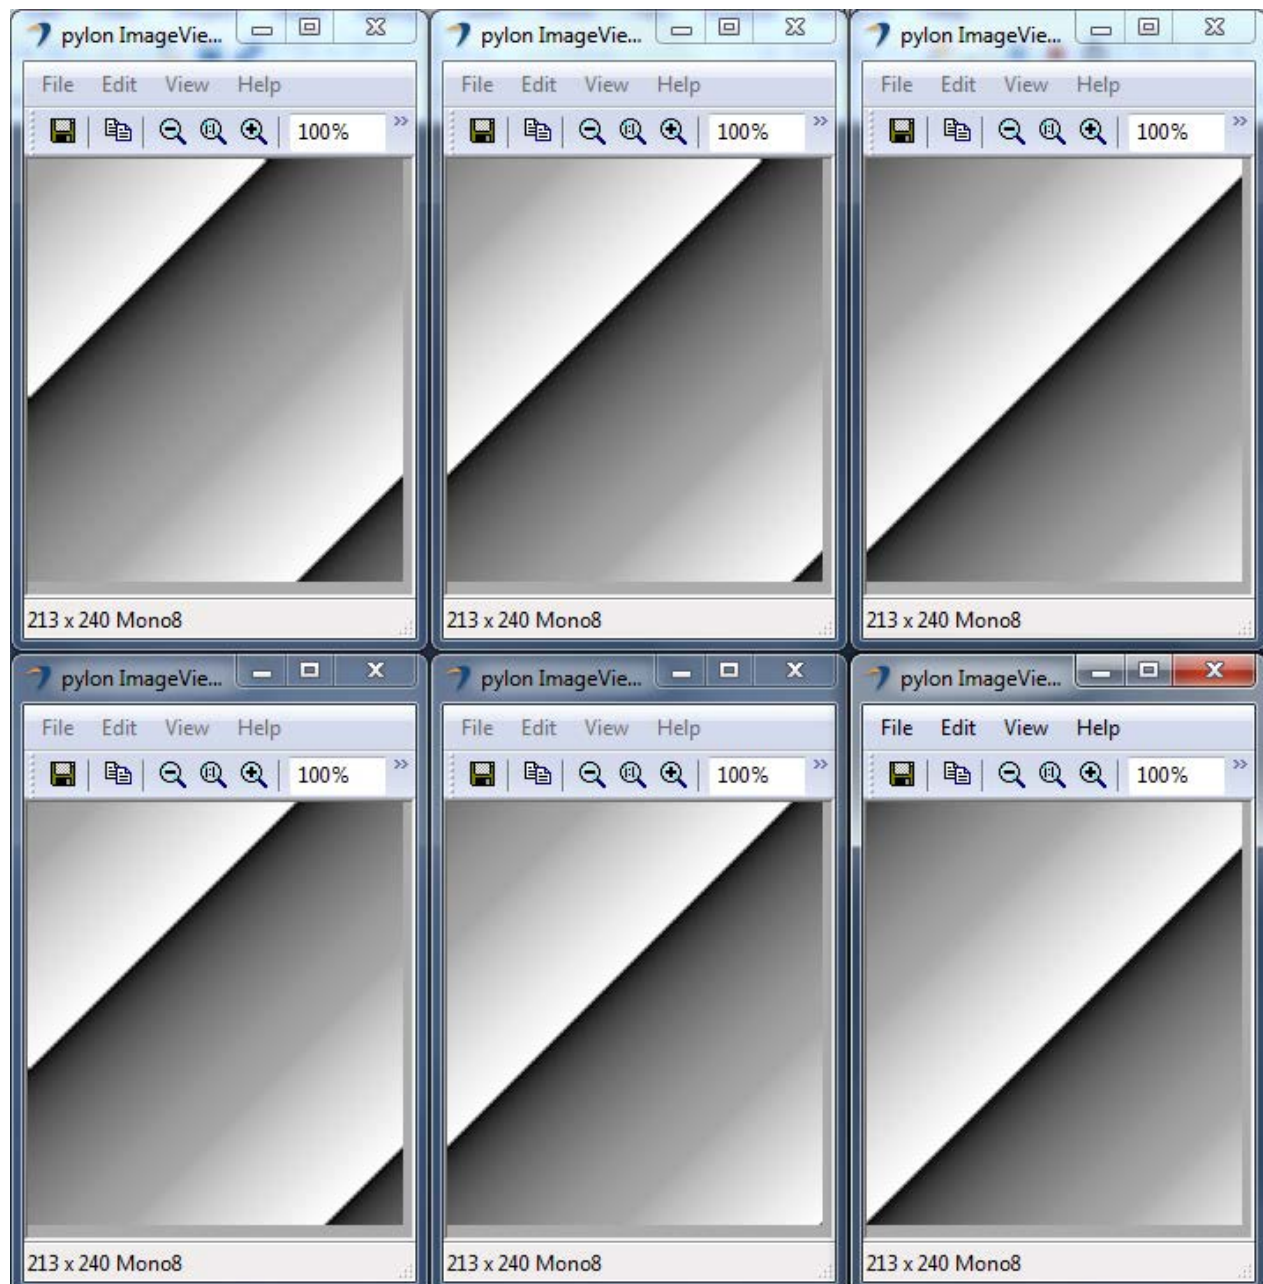 pylon ImageVie... pylon ImageVie... pylon ImageVie...
File Edit View Help File Edit View Help File Edit View Help
100% » 100% » 100% »
213 x 240 Mono8 213 x 240 Mono8 213 x 240 Mono8
pylon ImageVie... pylon ImageVie... pylon ImageVie...
File Edit View Help File Edit View Help File Edit View Help
100% » 100% » 100% »
213 x 240 Mono8 213 x 240 Mono8 213 x 240 Mono8